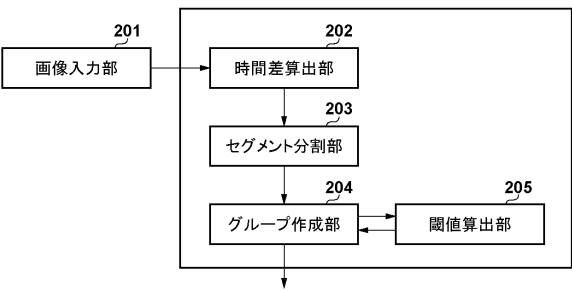 201
画像入力部
202
時間差算出部
203
セグメント分割部
204
グループ作成部
205
閾値算出部